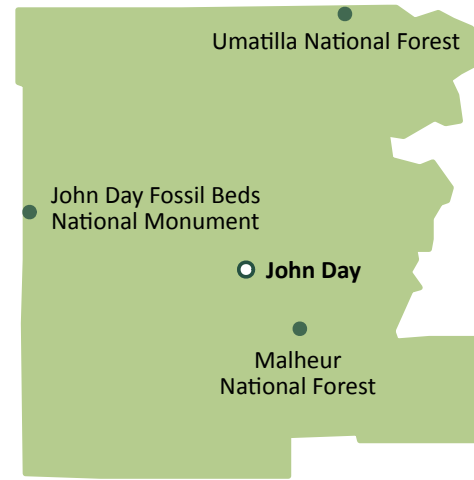 Umatilla National Forest
John Day Fossil Beds
National Monument
John Day
Malheur
National Forest